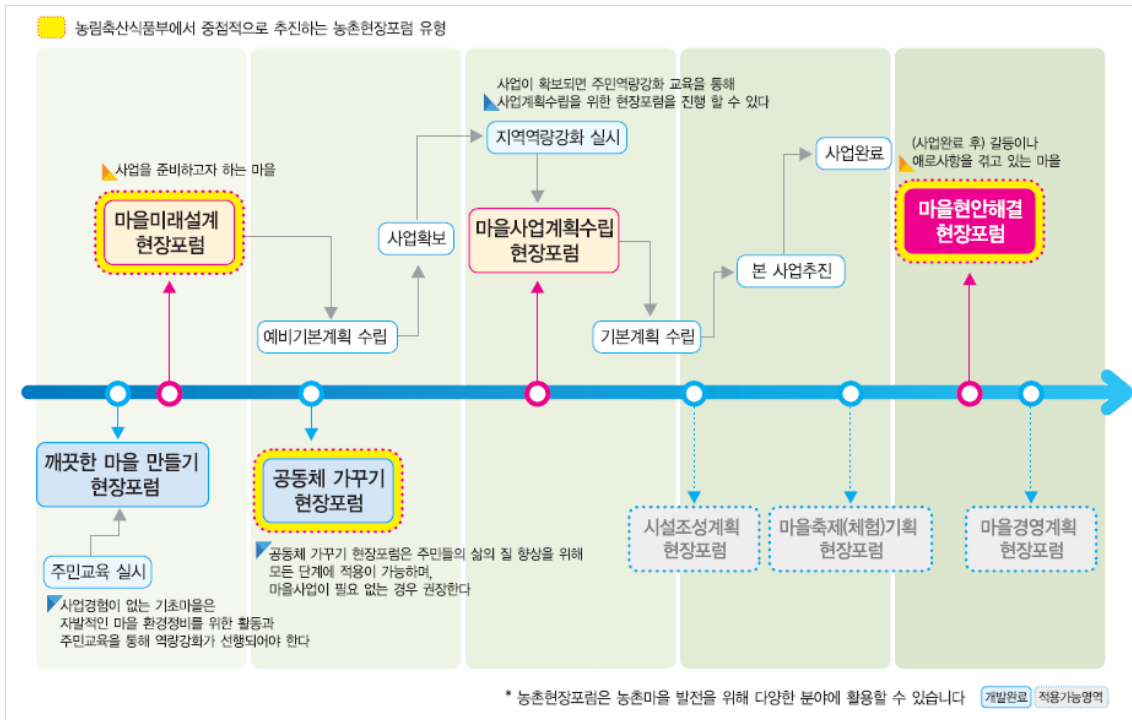 농림축산식품부에서 중점적으로 추진하는 농촌현장포럼 유형
사업이 확보되면 주민역량강화 교육을 통해
사업계획수립을 위한 현장포럼을 진행 할 수 있다
지역역량강화 실시
사업완료
(사업완료 후) 갈등이나
애로사항을 겪고 있는 마을
사업을 준비하고자 하는 마을
마을미래설계
현장포럼
사업확보
마을사업계획수립
현장포럼
본 사업추진
마을현안해결
현장포럼
예비기본계획 수립
기본계획 수립
깨끗한 마을 만들기
현장포럼
공동체 가꾸기
현장포럼
시설조성계획
현장포럼
마을축제(체험)기획
현장포럼
마을경영계획
현장포럼
주민교육 실시
공동체 가꾸기 현장포럼은 주민들의 삶의 질 향상을 위해
모든 단계에 적용이 가능하며,
마을사업이 필요 없는 경우 권장한다
사업경험이 없는 기초마을은
자발적인 마을 환경정비를 위한 활동과
주민교육을 통해 역량강화가 선행되어야 한다
* 농촌현장포럼은 농촌마을 발전을 위해 다양한 분야에 활용할 수 있습니다
개발완료
적용가능영역